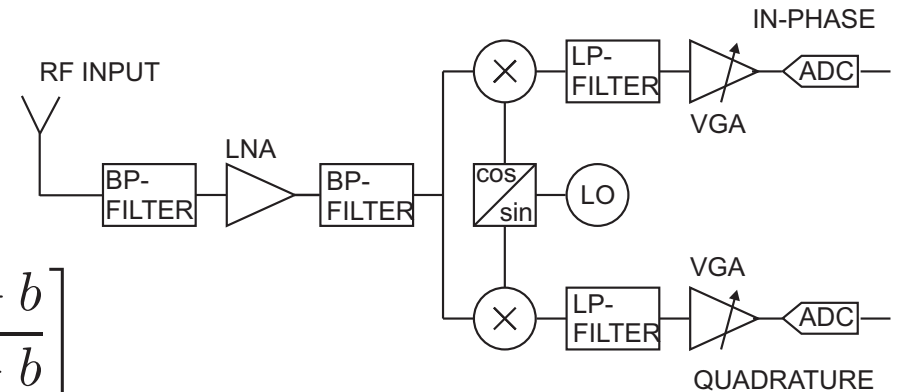 IN-PHASE
RF INPUT
LP-
FILTER
ADC
VGA
LNA
BP-
FILTER
BP-
FILTER
cos
sin
LO
VGA
LP-
FILTER
ADC
QUADRATURE
b
b